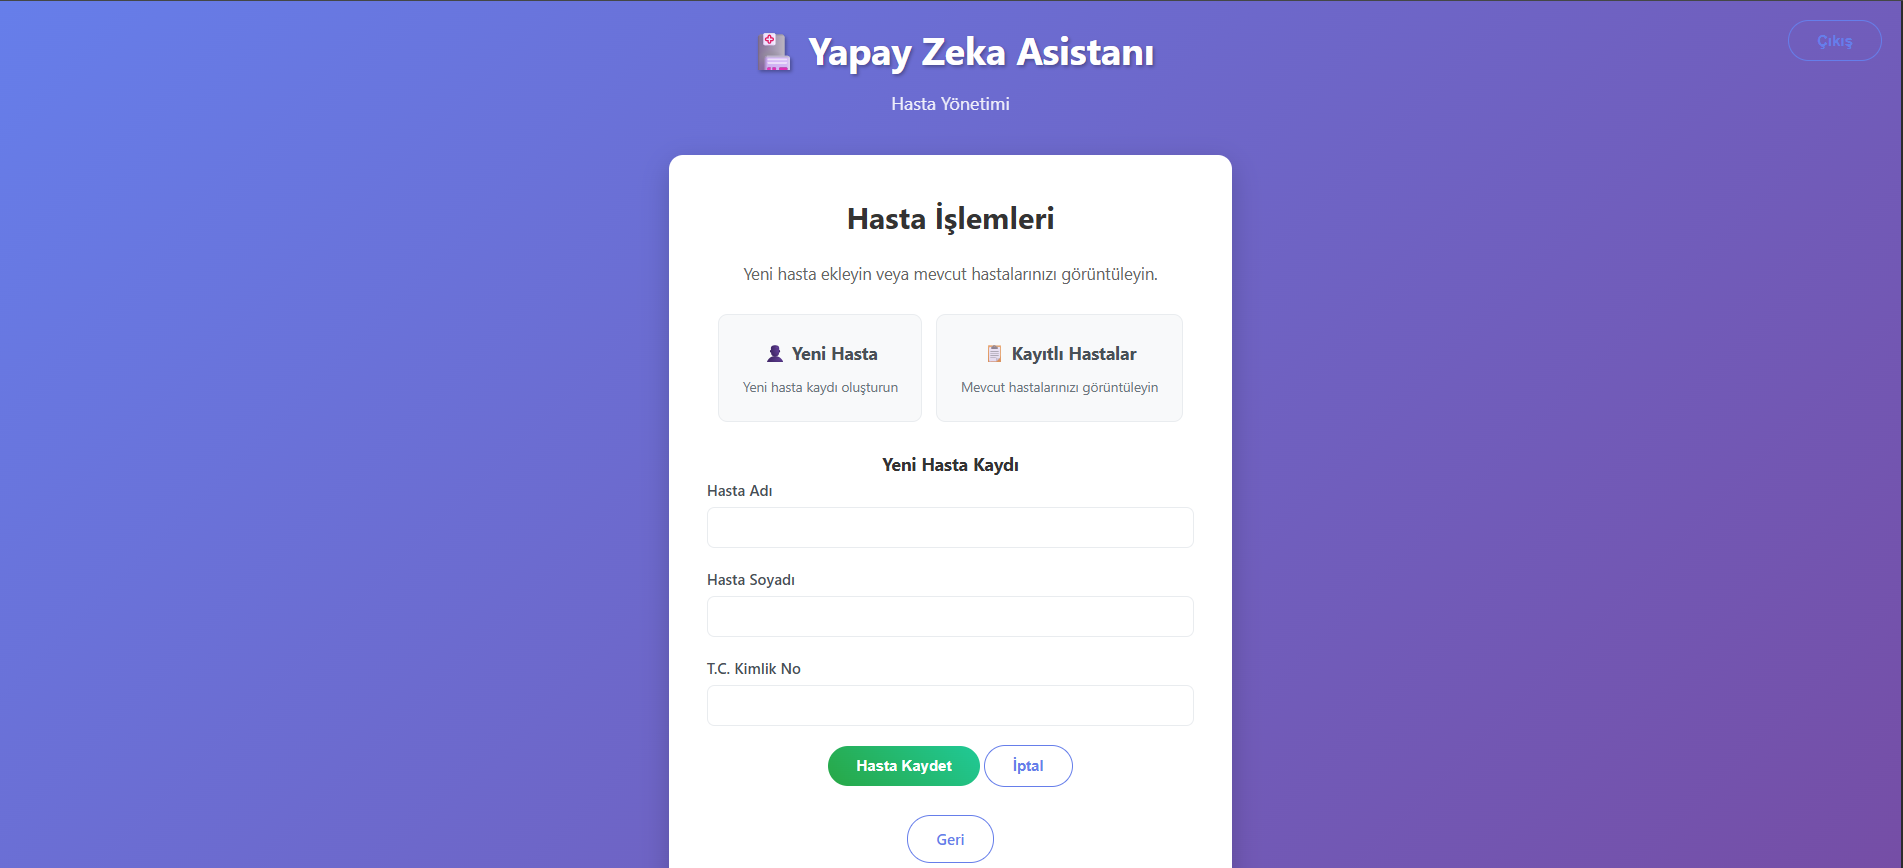 Yapay Zeka Asistanı
Çıkış
Hasta Yönetimi
Hasta İşlemleri
Yeni hasta ekleyin veya mevcut hastalarınızı görüntüleyin.
Yeni Hasta
Yeni hasta kaydı oluşturun
Kayıtlı Hastalar
Mevcut hastalarınızı görüntüleyin
Yeni Hasta Kaydı
Hasta Adı
Hasta Soyadı
T.C. Kimlik No
Hasta Kaydet
İptal
Geri